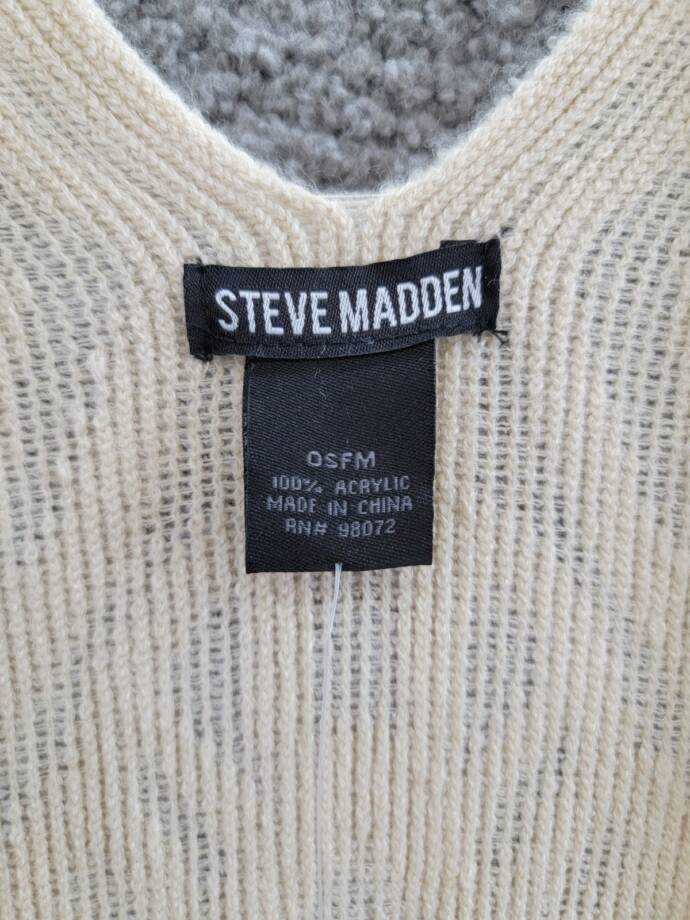 STEVE MADDEN
OSFM
100% ACRYLIC
MADE IN CHINA
RN# 98072